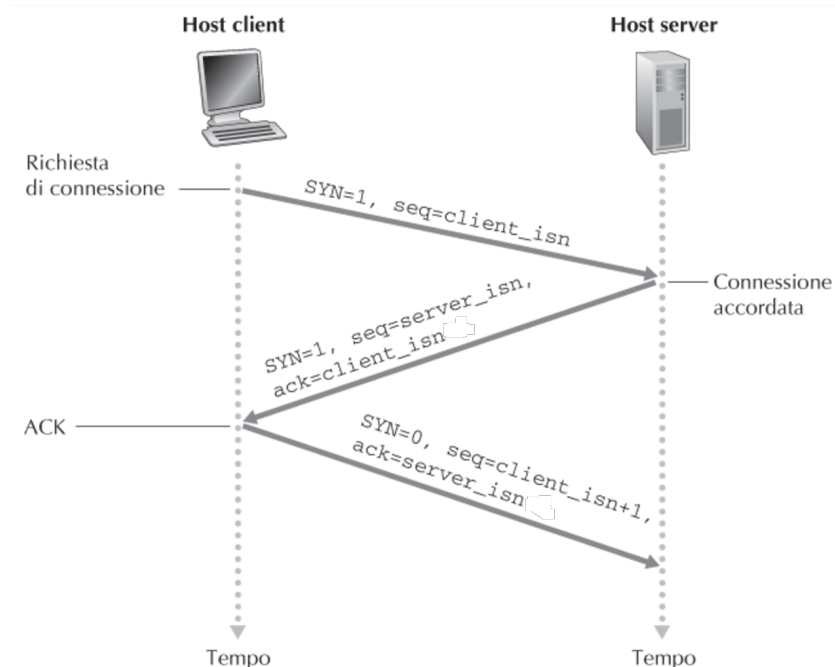 Host client
Host server
Richiesta
di connessione
SYN=1, seq=client_isn
Connessione
accordata
SYN=1, seq=server_isn,
ack=client_isn
ACK
SYN=0, seq=client_isn+1,
ack=server_isn
Tempo
Tempo